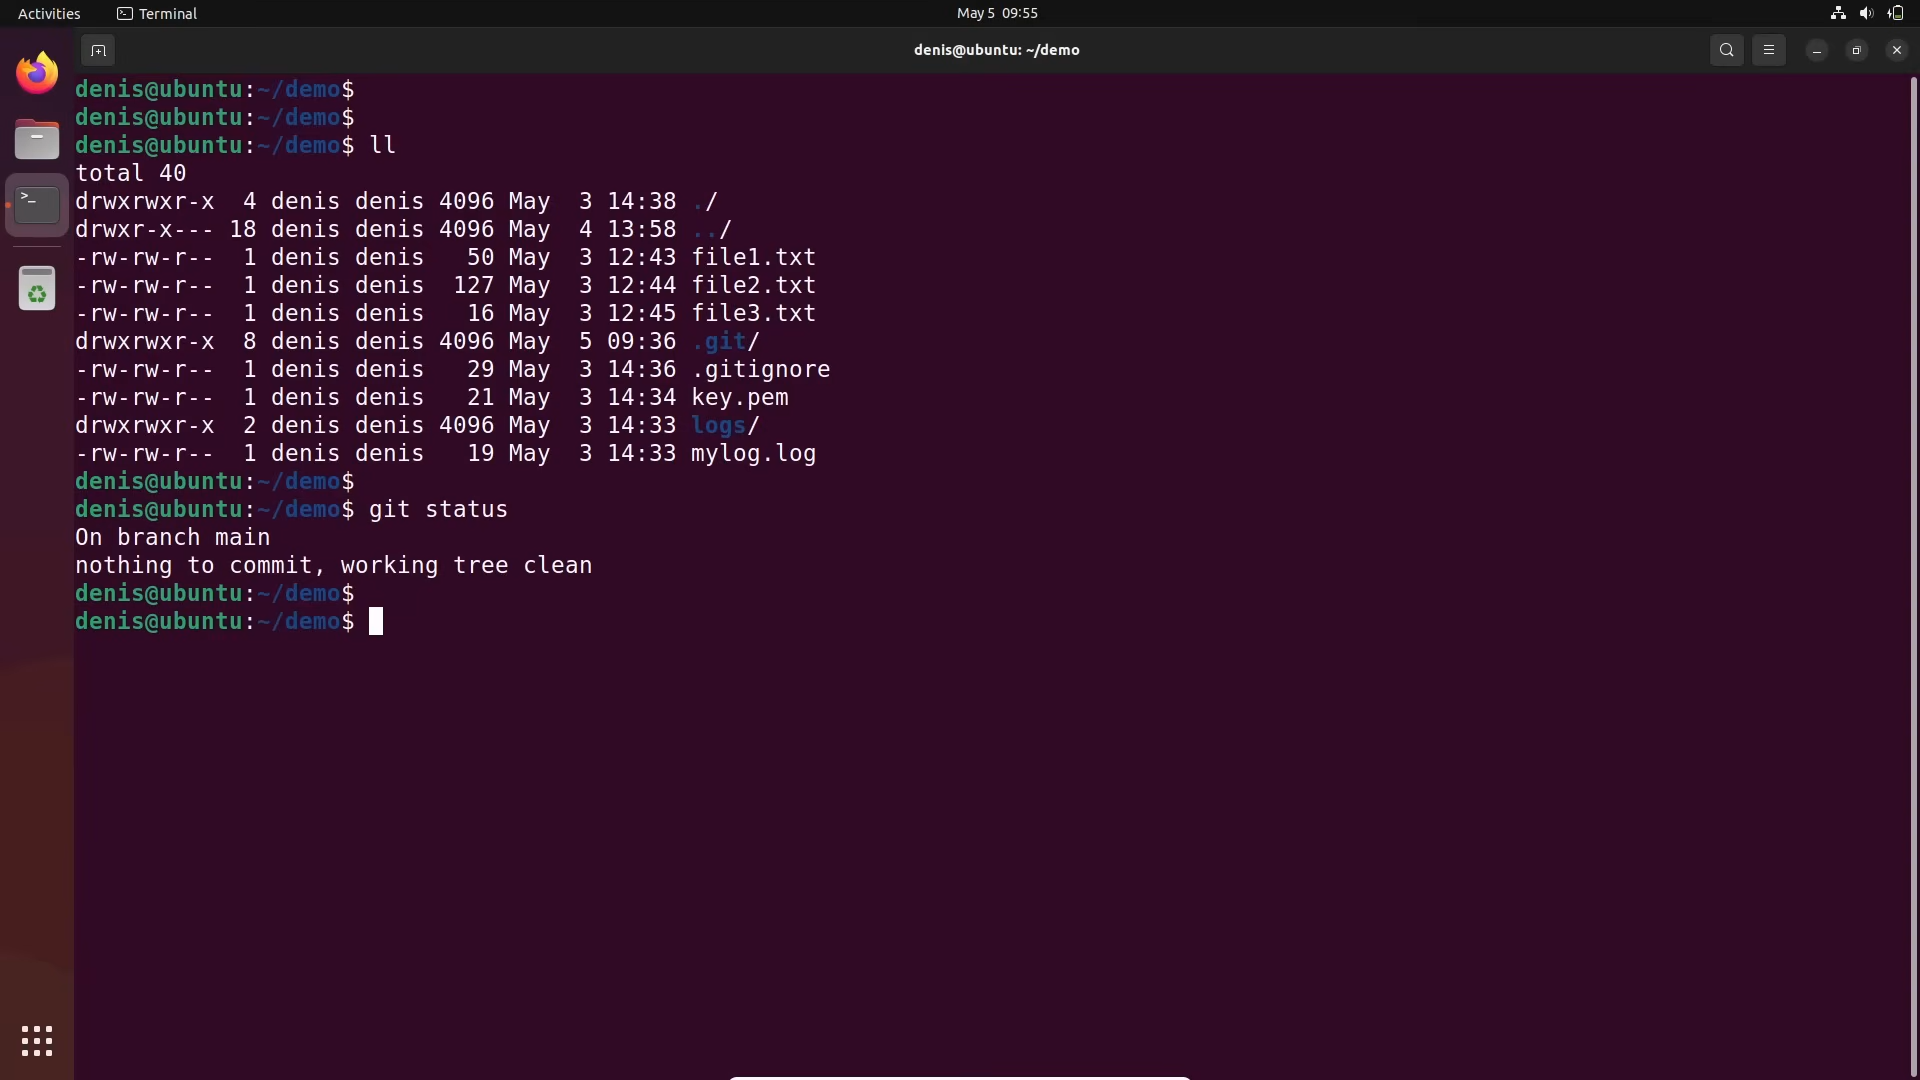 Activities
Terminal
May 5 09:55
denis@ubuntu: ~/demo
denis@ubuntu:~/demo$
denis@ubuntu:~/demo$
denis@ubuntu:~/demo$ ll
total 40
drwxrwxr-x  4 denis denis 4096 May  3 14:38 ./
drwxr-x--- 18 denis denis 4096 May  4 13:58 ../
-rw-rw-r--  1 denis denis   50 May  3 12:43 file1.txt
-rw-rw-r--  1 denis denis  127 May  3 12:44 file2.txt
-rw-rw-r--  1 denis denis   16 May  3 12:45 file3.txt
drwxrwxr-x  8 denis denis 4096 May  5 09:36 .git/
-rw-rw-r--  1 denis denis   29 May  3 14:36 .gitignore
-rw-rw-r--  1 denis denis   21 May  3 14:34 key.pem
drwxrwxr-x  2 denis denis 4096 May  3 14:33 logs/
-rw-rw-r--  1 denis denis   19 May  3 14:33 mylog.log
denis@ubuntu:~/demo$
denis@ubuntu:~/demo$ git status
On branch main
nothing to commit, working tree clean
denis@ubuntu:~/demo$
denis@ubuntu:~/demo$